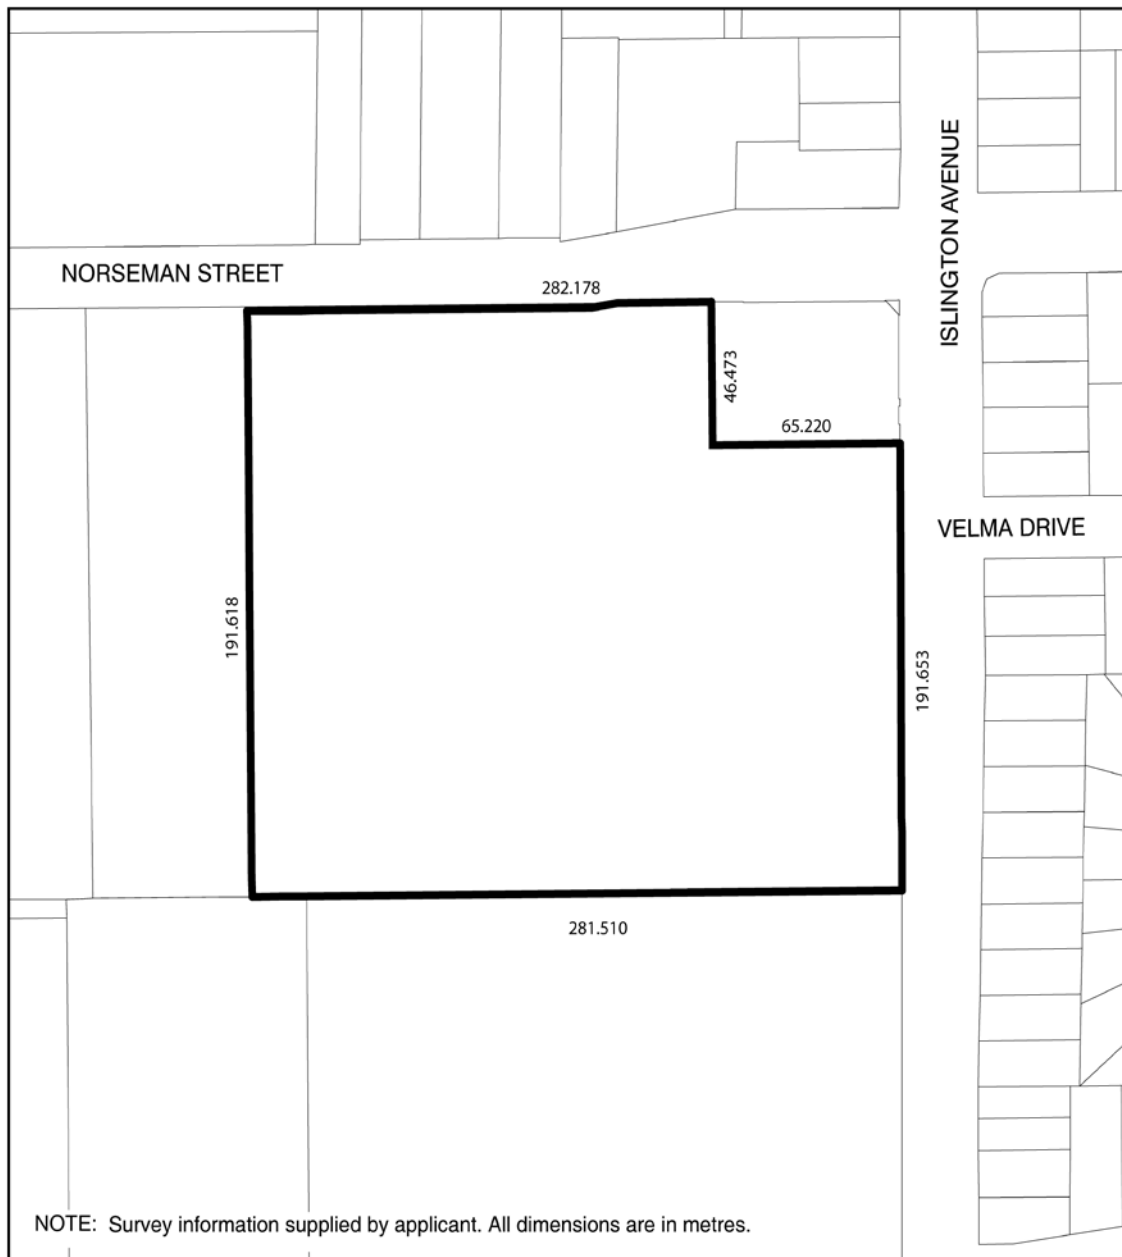 ISLINGTON AVENUE
NORSEMAN STREET
282.178
46.473
65.220
VELMA DRIVE
191.618
191.653
281.510
NOTE: Survey information supplied by applicant. All dimensions are in metres.